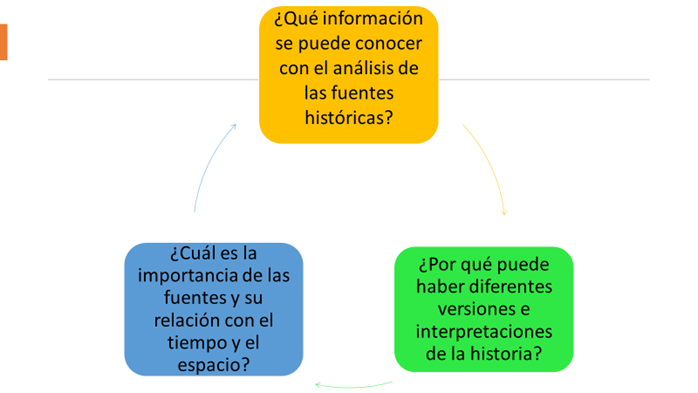 ¿Qué información
se puede conocer
con el análisis de
las fuentes
históricas?
¿Por qué puede
haber diferentes
versiones e
interpretaciones
de la historia?
¿Cuál es la
importancia de las
fuentes y su
relación con el
tiempo y el
espacio?